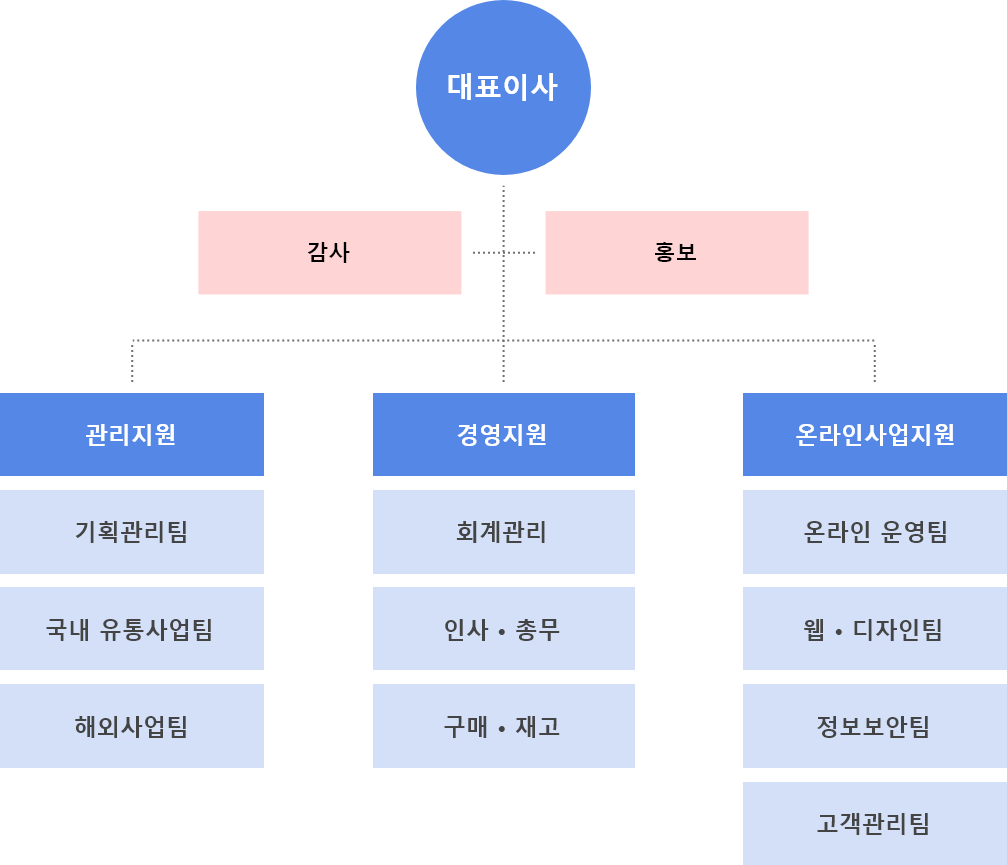 대표이사
감사
홍보
관리지원
경영지원
온라인사업지원
기획관리팀
회계관리
온라인 운영팀
국내 유통사업팀
인사 • 총무
웹 • 디자인팀
해외사업팀
구매 • 재고
정보보안팀
고객관리팀